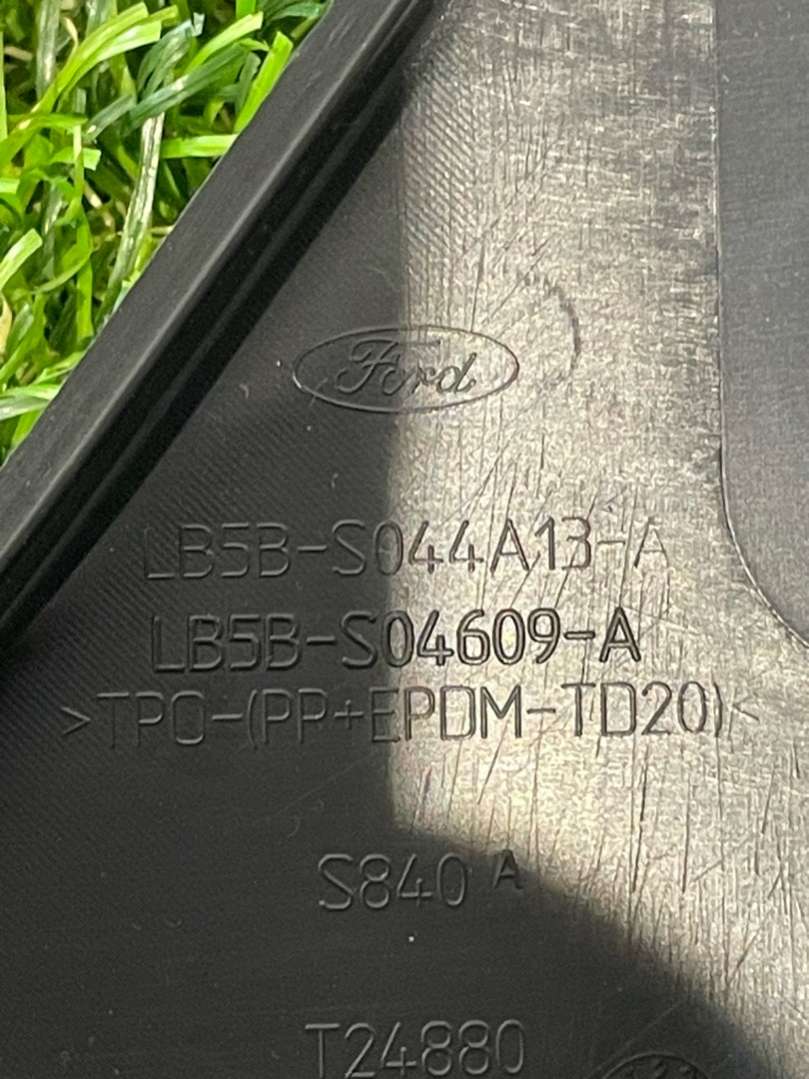 Ford
LB5B-S044A13-A
LB5B-S04609-A
>TPO-(PP+EPDM-TD20)<
S840 A
T24880